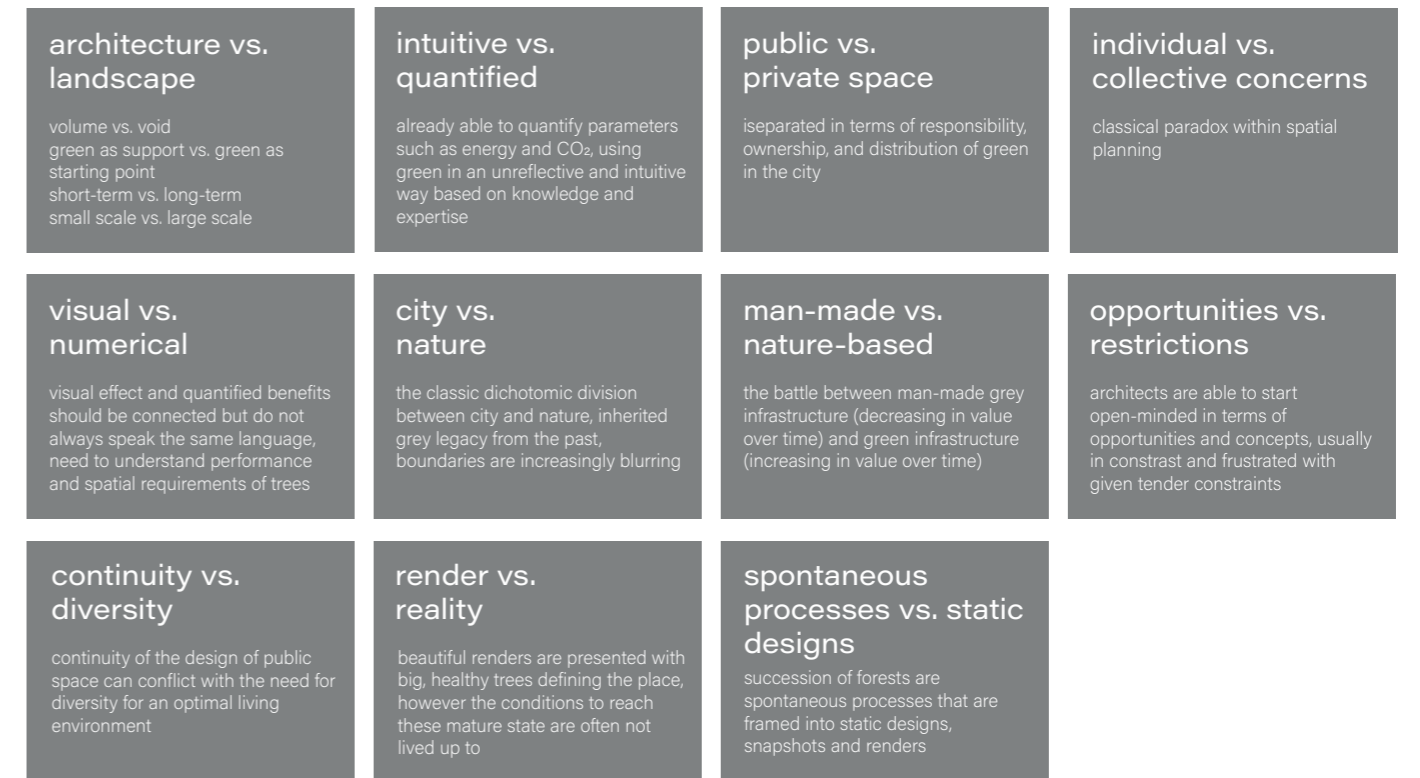 architecture vs.
landscape
volume vs. void
green as support vs. green as
starting point
short-term vs. long-term
small scale vs. large scale
intuitive vs.
quantified
already able to quantify parameters
such as energy and CO₂, using
green in an unreflective and intuitive
way based on knowledge and
expertise
public vs.
private space
iseparated in terms of responsibility,
ownership, and distribution of green
in the city
individual vs.
collective concerns
classical paradox within spatial
planning
visual vs.
numerical
visual effect and quantified benefits
should be connected but do not
always speak the same language,
need to understand performance
and spatial requirements of trees
city vs.
nature
the classic dichotomic division
between city and nature, inherited
grey legacy from the past,
boundaries are increasingly blurring
man-made vs.
nature-based
the battle between man-made grey
infrastructure (decreasing in value
over time) and green infrastructure
(increasing in value over time)
opportunities vs.
restrictions
architects are able to start
open-minded in terms of
opportunities and concepts, usually
in constrast and frustrated with
given tender constraints
continuity vs.
diversity
continuity of the design of public
space can conflict with the need for
diversity for an optimal living
environment
render vs.
reality
beautiful renders are presented with
big, healthy trees defining the place,
however the conditions to reach
these mature state are often not
lived up to
spontaneous
processes vs. static
designs
succession of forests are
spontaneous processes that are
framed into static designs,
snapshots and renders